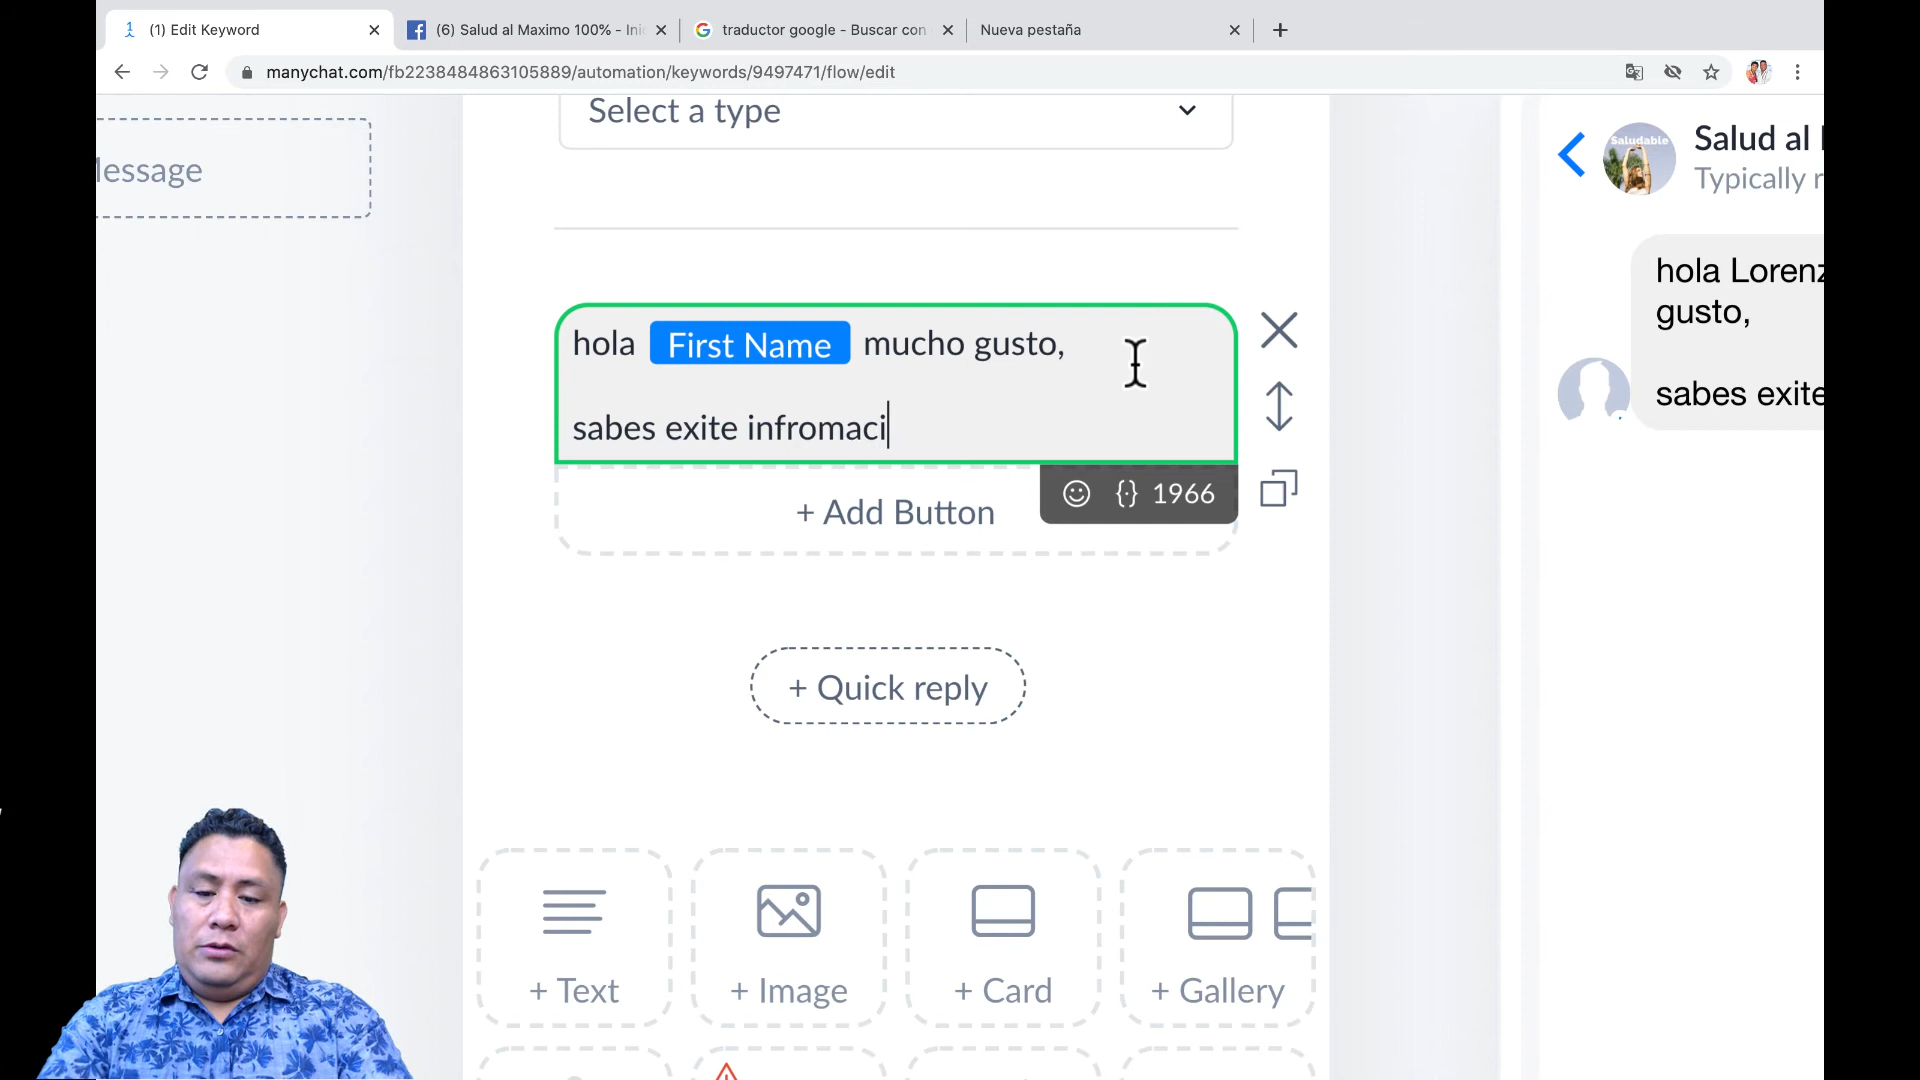 (1) Edit Keyword
(6) Salud al Maximo 100% - Ini
traductor google - Buscar con
Nueva pestaña
manychat.com/fb2238484863105889/automation/keywords/9497471/flow/edit
Select a type
Message
Salud al
Saludable
Typically r
hola Lorenz
gusto,
sabes exite
hola First Name mucho gusto,
sabes exite infromaci
1966
+ Add Button
+ Quick reply
+ Text
+ Image
+ Card
+ Gallery